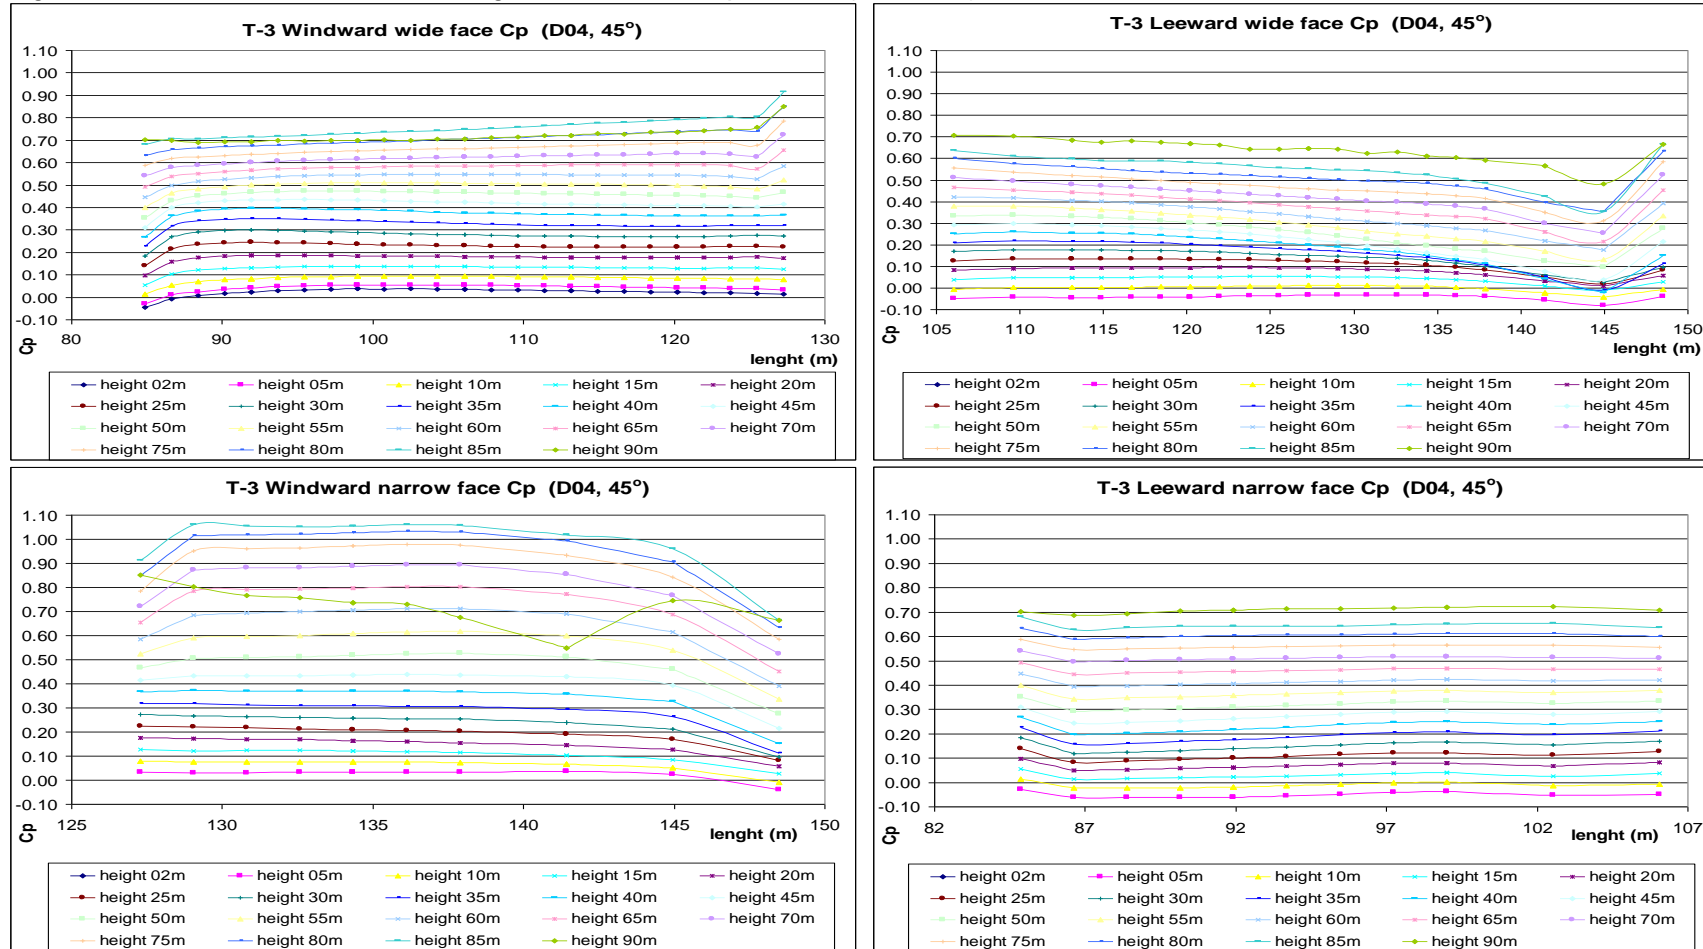 T-3 Windward wide face Cp (D04, 45°)
1.10
1.00
0.90
0.80
0.70
0.60
0.50
0.40
0.30
0.20
0.10
0.00
-0.10
80 90 100 110 120 130
Cp
lenght (m)
height 02m height 05m height 10m height 15m height 20m
height 25m height 30m height 35m height 40m height 45m
height 50m height 55m height 60m height 65m height 70m
height 75m height 80m height 85m height 90m
T-3 Leeward wide face Cp (D04, 45°)
1.10
1.00
0.90
0.80
0.70
0.60
0.50
0.40
0.30
0.20
0.10
0.00
-0.10
105 110 115 120 125 130 135 140 145 150
Cp
lenght (m)
height 02m height 05m height 10m height 15m height 20m
height 25m height 30m height 35m height 40m height 45m
height 50m height 55m height 60m height 65m height 70m
height 75m height 80m height 85m height 90m
T-3 Windward narrow face Cp (D04, 45°)
1.10
1.00
0.90
0.80
0.70
0.60
0.50
0.40
0.30
0.20
0.10
0.00
-0.10
125 130 135 140 145 150
Cp
lenght (m)
height 02m height 05m height 10m height 15m height 20m
height 25m height 30m height 35m height 40m height 45m
height 50m height 55m height 60m height 65m height 70m
height 75m height 80m height 85m height 90m
T-3 Leeward narrow face Cp (D04, 45°)
1.10
1.00
0.90
0.80
0.70
0.60
0.50
0.40
0.30
0.20
0.10
0.00
-0.10
82 87 92 97 102 107
Cp
lenght (m)
height 02m height 05m height 10m height 15m height 20m
height 25m height 30m height 35m height 40m height 45m
height 50m height 55m height 60m height 65m height 70m
height 75m height 80m height 85m height 90m